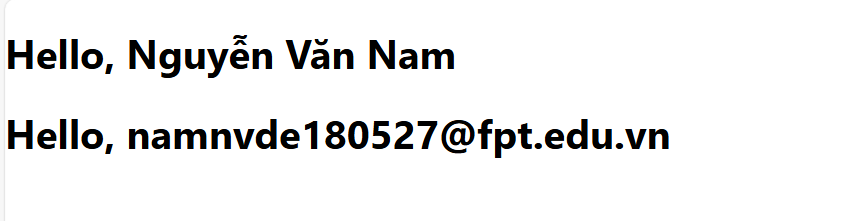 Hello, Nguyễn Văn Nam
Hello, namnvde180527@fpt.edu.vn